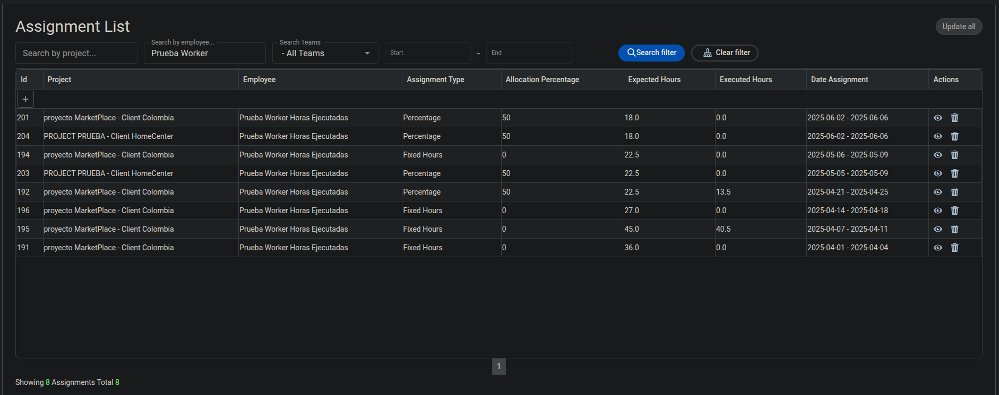 Assignment List
Update all
Search by project...
Search by employee...
Prueba Worker
Search Teams
- All Teams
Start
–
End
Search filter
Clear filter
Id Project Employee Assignment Type Allocation Percentage Expected Hours Executed Hours Date Assignment Actions
+
201 proyecto MarketPlace - Client Colombia Prueba Worker Horas Ejecutadas Percentage 50 18.0 0.0 2025-06-02 - 2025-06-06
204 PROJECT PRUEBA - Client HomeCenter Prueba Worker Horas Ejecutadas Percentage 50 18.0 0.0 2025-06-02 - 2025-06-06
194 proyecto MarketPlace - Client Colombia Prueba Worker Horas Ejecutadas Fixed Hours 0 22.5 0.0 2025-05-06 - 2025-05-09
203 PROJECT PRUEBA - Client HomeCenter Prueba Worker Horas Ejecutadas Percentage 50 22.5 0.0 2025-05-05 - 2025-05-09
192 proyecto MarketPlace - Client Colombia Prueba Worker Horas Ejecutadas Percentage 50 22.5 13.5 2025-04-21 - 2025-04-25
196 proyecto MarketPlace - Client Colombia Prueba Worker Horas Ejecutadas Fixed Hours 0 27.0 0.0 2025-04-14 - 2025-04-18
195 proyecto MarketPlace - Client Colombia Prueba Worker Horas Ejecutadas Fixed Hours 0 45.0 40.5 2025-04-07 - 2025-04-11
191 proyecto MarketPlace - Client Colombia Prueba Worker Horas Ejecutadas Fixed Hours 0 36.0 0.0 2025-04-01 - 2025-04-04
1
Showing 8 Assignments Total 8